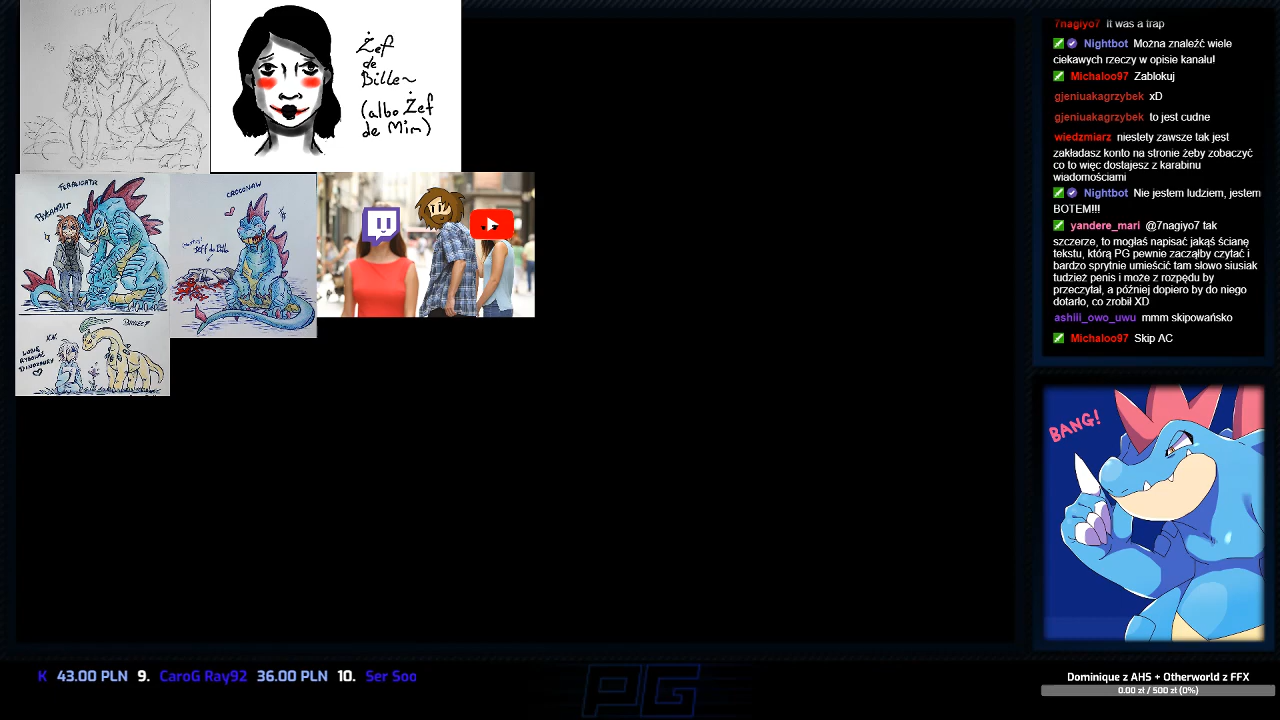 FERALIGATR
Żef
de
Bille~
(albo Żef
de Mim)
FERALIGATR
CROCONAW
XX
7nagiyo7 It was a trap
Nightbot Można znaleźć wiele
ciekawych rzeczy w opisie kanału!
Michaloo97 Zablokuj
gjeniuakagrzybek xD
gjeniuakagrzybek to jest cudne
wiedzmiarz niestety zawsze tak jest
zakładasz konto na stronie żeby zobaczyć
co to więc dostajesz z karabinu
wiadomościami
Nightbot Nie jestem ludziem, jestem
BOTEM!!!
yandere_mari @7nagiyo7 tak
szczerze, to mogłaś napisać jakąś ścianę
tekstu, którą PG pewnie zacząłby czytać i
bardzo sprytnie umieścić tam słowo siusiak
tudzież penis i może z rozpędu by
przeczytał, a później dopiero by do niego
dotarło, co zrobił XD
ashiii_owo_uwu mmm skipowańsko
Michaloo97 Skip AC
BANG!
K 43.00 PLN 9. CaroG Ray92 36.00 PLN 10. Ser Soo
PG
Dominique z AHS + Otherworld z FFX
0.00 zł / 500 zł (0%)